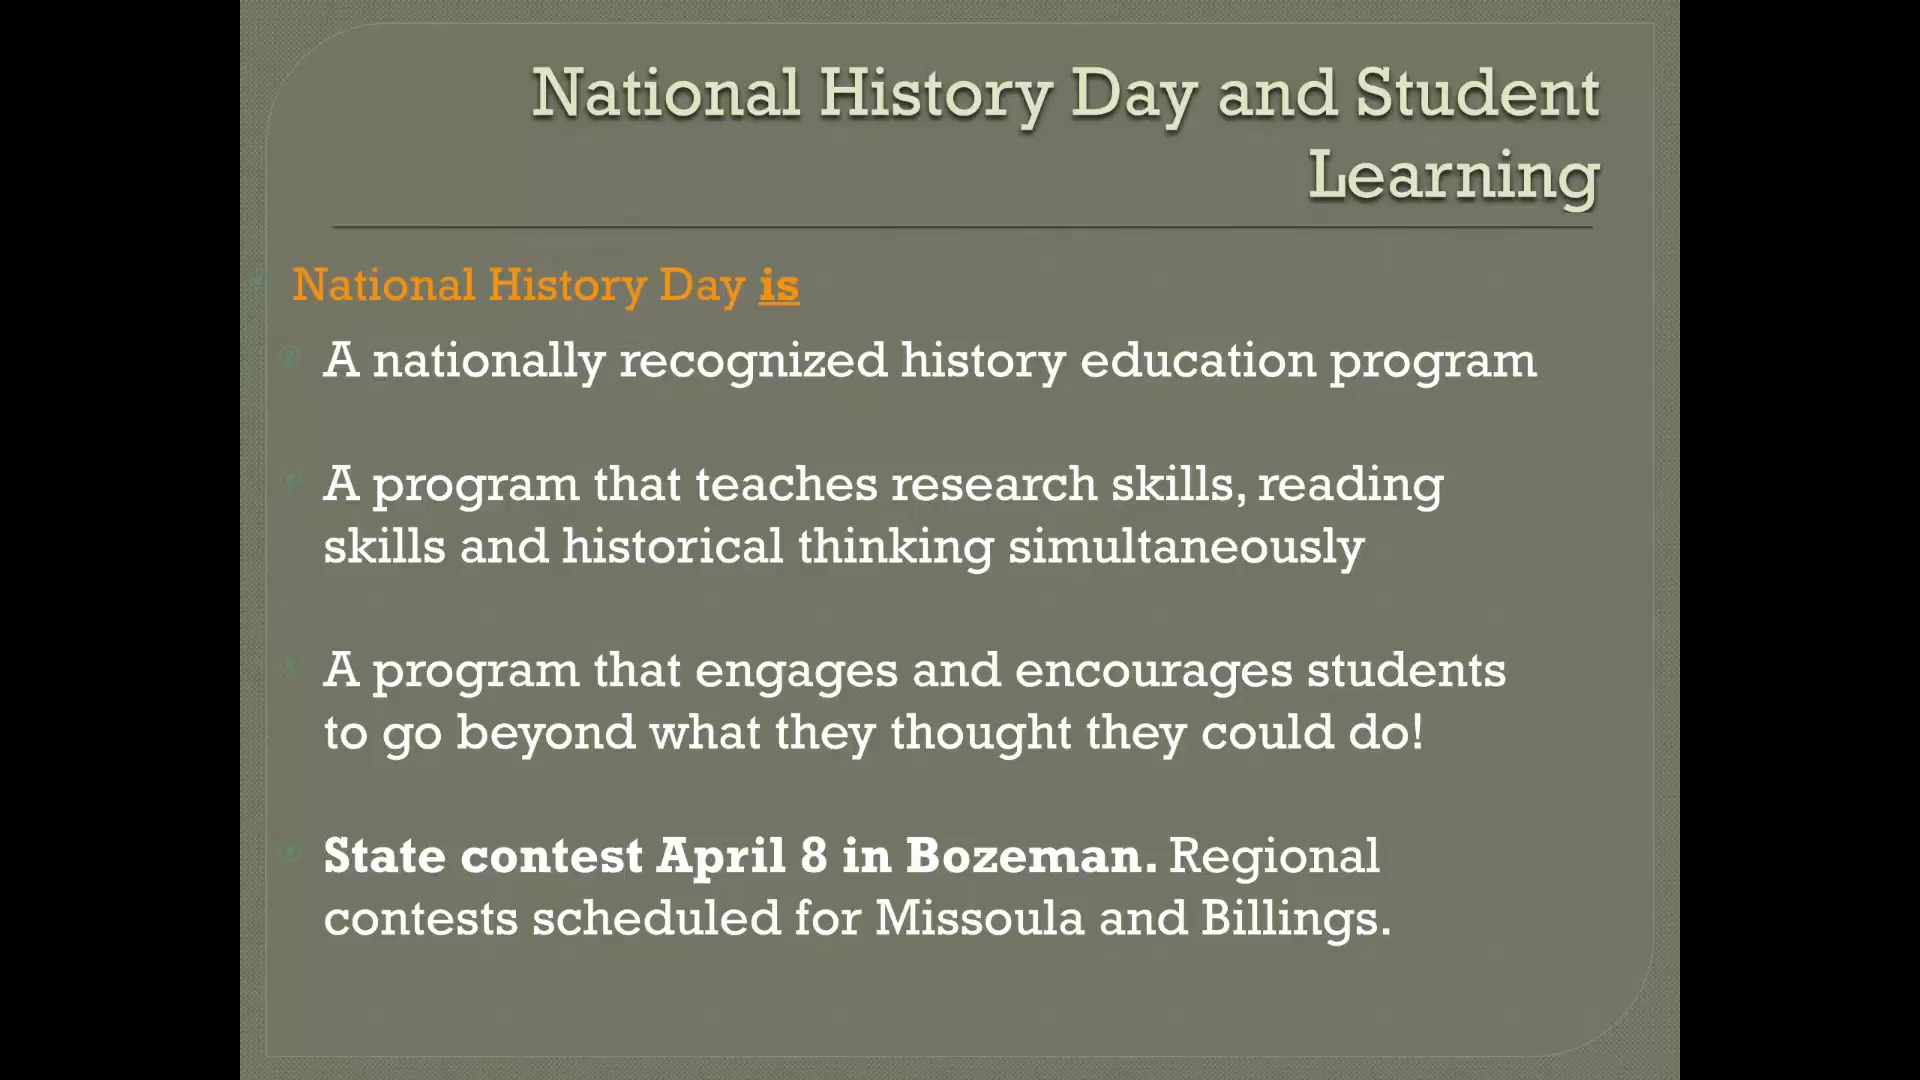 National History Day and Student
Learning
National History Day is
A nationally recognized history education program
A program that teaches research skills, reading
skills and historical thinking simultaneously
A program that engages and encourages students
to go beyond what they thought they could do!
State contest April 8 in Bozeman. Regional
contests scheduled for Missoula and Billings.